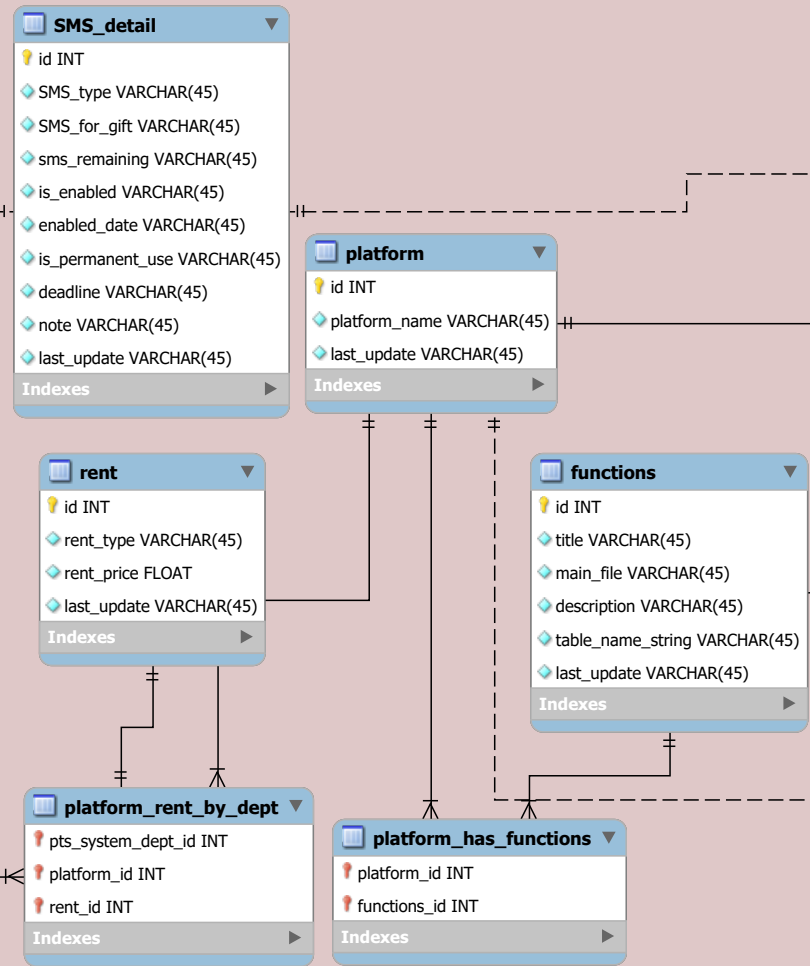 SMS_detail
id INT
SMS_type VARCHAR(45)
SMS_for_gift VARCHAR(45)
sms_remaining VARCHAR(45)
is_enabled VARCHAR(45)
enabled_date VARCHAR(45)
is_permanent_use VARCHAR(45)
deadline VARCHAR(45)
note VARCHAR(45)
last_update VARCHAR(45)
Indexes
platform
id INT
platform_name VARCHAR(45)
last_update VARCHAR(45)
Indexes
rent
id INT
rent_type VARCHAR(45)
rent_price FLOAT
last_update VARCHAR(45)
Indexes
functions
id INT
title VARCHAR(45)
main_file VARCHAR(45)
description VARCHAR(45)
table_name_string VARCHAR(45)
last_update VARCHAR(45)
Indexes
platform_rent_by_dept
pts_system_dept_id INT
platform_id INT
rent_id INT
Indexes
platform_has_functions
platform_id INT
functions_id INT
Indexes